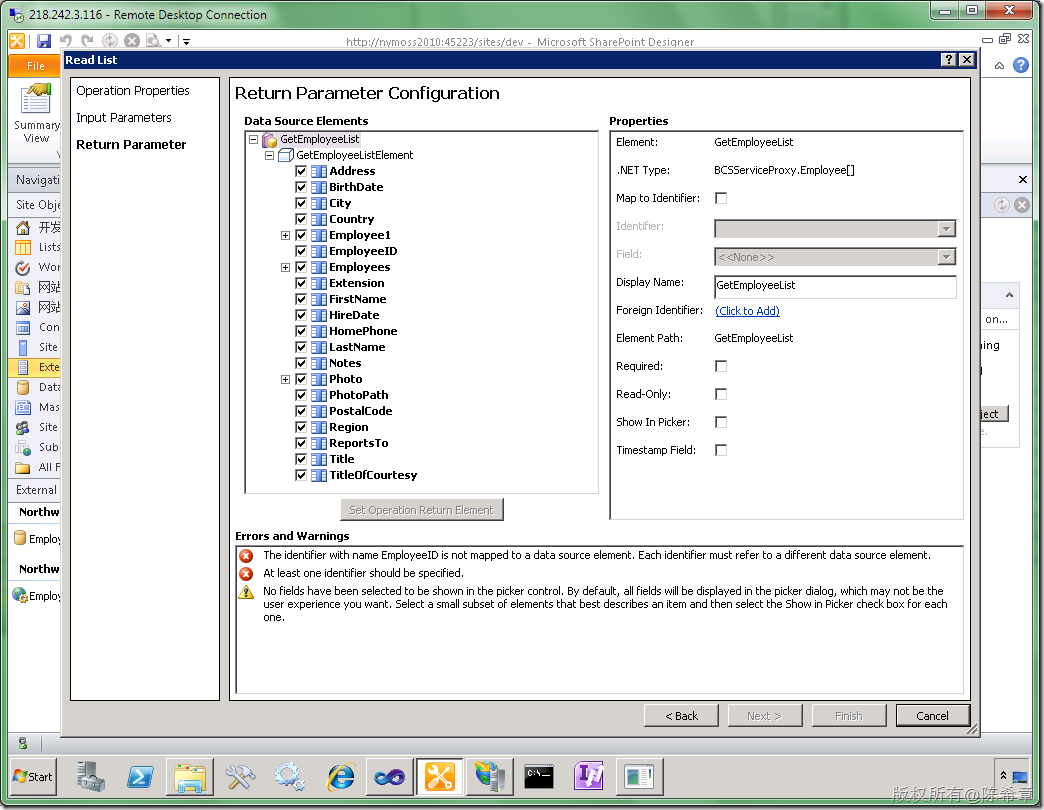 218.242.3.116 - Remote Desktop Connection
http://nymoss2010:45223/sites/dev - Microsoft SharePoint Designer
File
Read List
Summary
View
Navigati
Site Obje
开发
Lists
Wor
网站
网站
Con
Site
Exte
Data
Mas
Site
Sub
All F
External
Northw
Employ
Northw
Employ
Operation Properties
Input Parameters
Return Parameter
Return Parameter Configuration
Data Source Elements
GetEmployeeList
GetEmployeeListElement
Address
BirthDate
City
Country
Employee1
EmployeeID
Employees
Extension
FirstName
HireDate
HomePhone
LastName
Notes
Photo
PhotoPath
PostalCode
Region
ReportsTo
Title
TitleOfCourtesy
Set Operation Return Element
Properties
Element: GetEmployeeList
.NET Type: BCSServiceProxy.Employee[]
Map to Identifier:
Identifier:
Field: <<None>>
Display Name: GetEmployeeList
Foreign Identifier: (Click to Add)
Element Path: GetEmployeeList
Required:
Read-Only:
Show In Picker:
Timestamp Field:
on...
ning
ject
e.
Errors and Warnings
The identifier with name EmployeeID is not mapped to a data source element. Each identifier must refer to a different data source element.
At least one identifier should be specified.
No fields have been selected to be shown in the picker control. By default, all fields will be displayed in the picker dialog, which may not be the
user experience you want. Select a small subset of elements that best describes an item and then select the Show in Picker check box for each
one.
< Back Next > Finish Cancel
Start
C:\
版权所有@陈希章